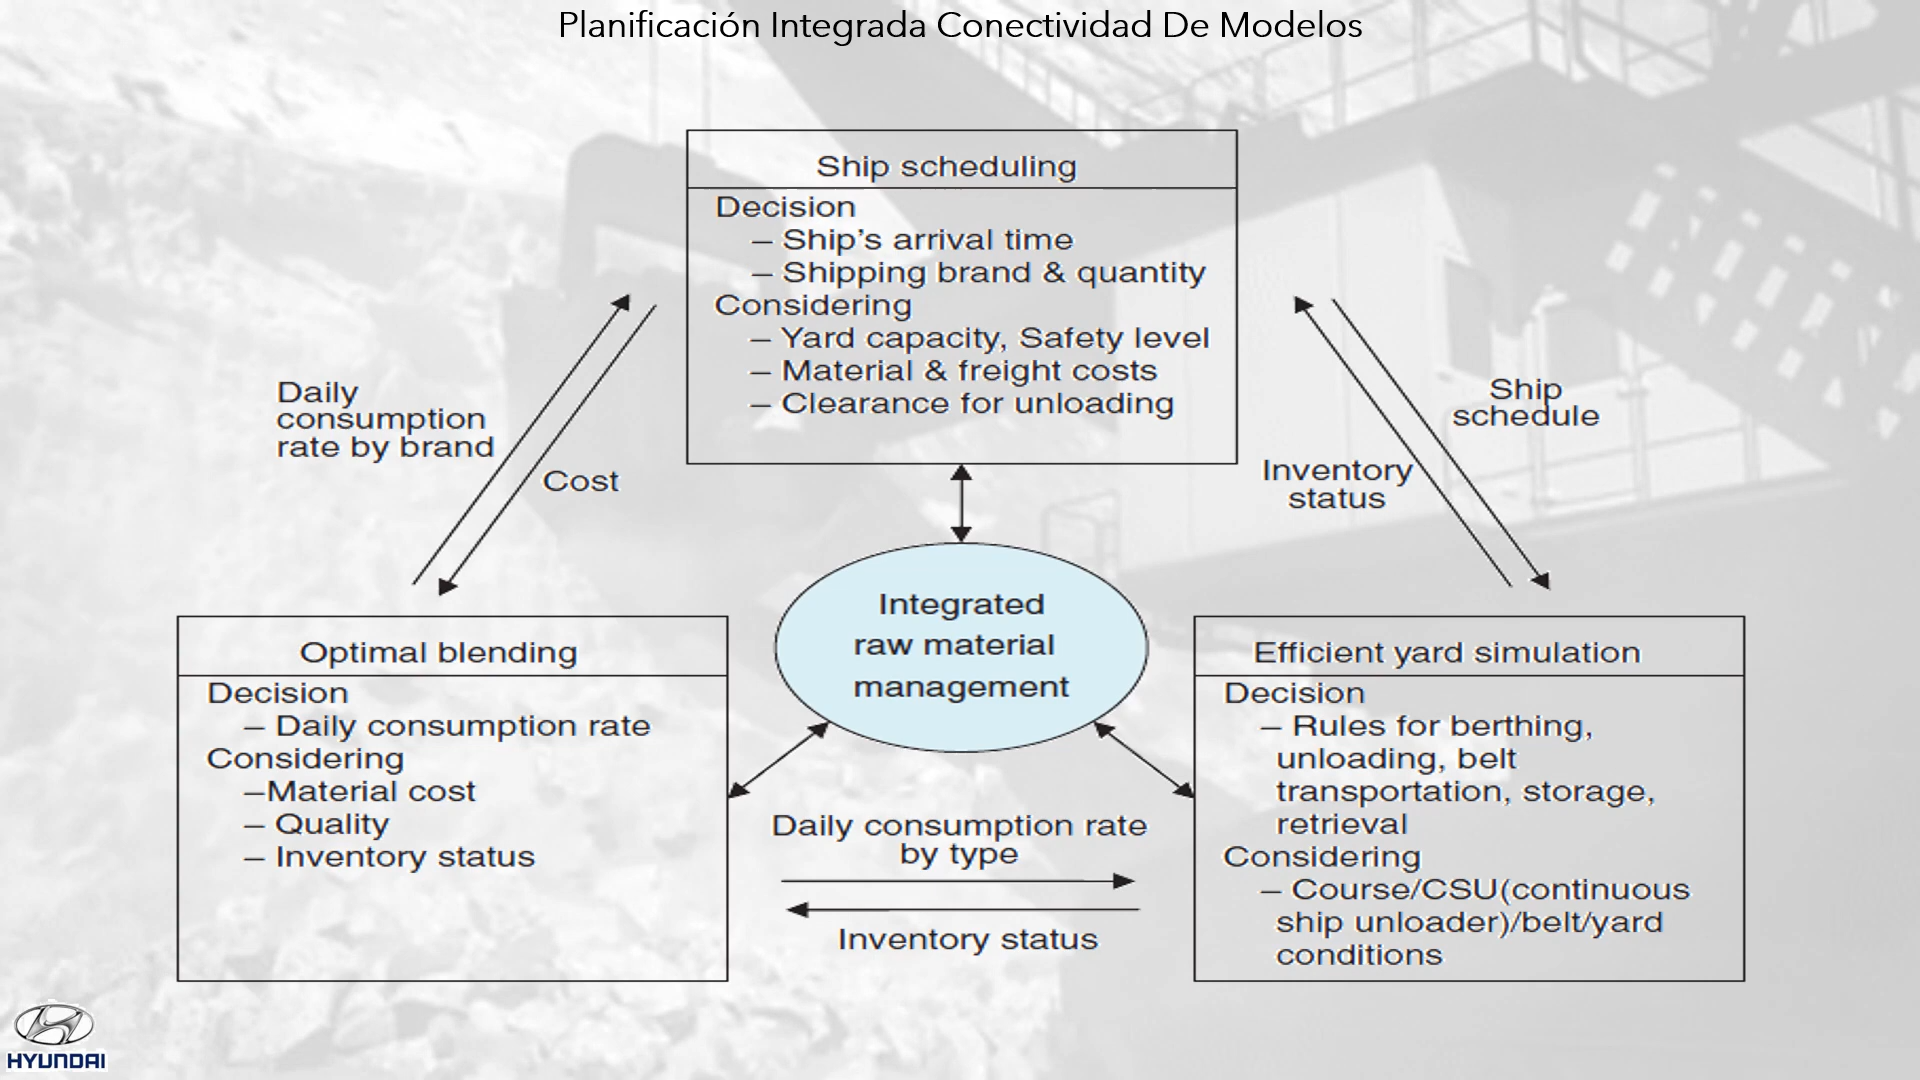 Planificación Integrada Conectividad De Modelos
Ship scheduling
Decision
– Ship’s arrival time
– Shipping brand & quantity
Considering
– Yard capacity, Safety level
– Material & freight costs
– Clearance for unloading
Daily
consumption
rate by brand
Cost
Ship
schedule
Inventory
status
Integrated
raw material
management
Optimal blending
Decision
– Daily consumption rate
Considering
–Material cost
– Quality
– Inventory status
Daily consumption rate
by type
Inventory status
Efficient yard simulation
Decision
– Rules for berthing,
unloading, belt
transportation, storage,
retrieval
Considering
– Course/CSU(continuous
ship unloader)/belt/yard
conditions
HYUNDAI